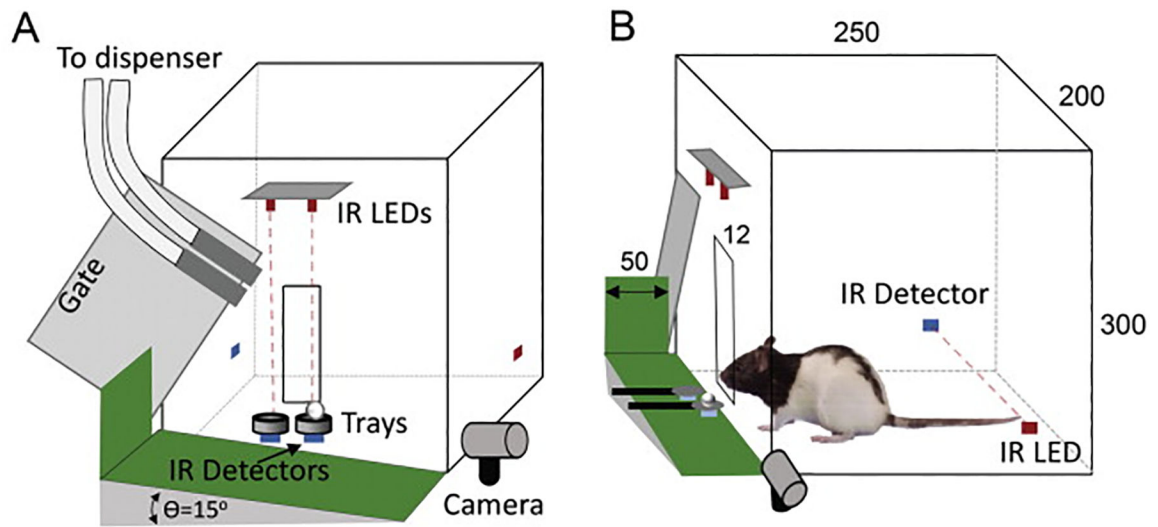 A
To dispenser
IR LEDs
Gate
Trays
IR Detectors
Camera
Ɵ=15º
B
250
200
12
50
IR Detector
300
IR LED